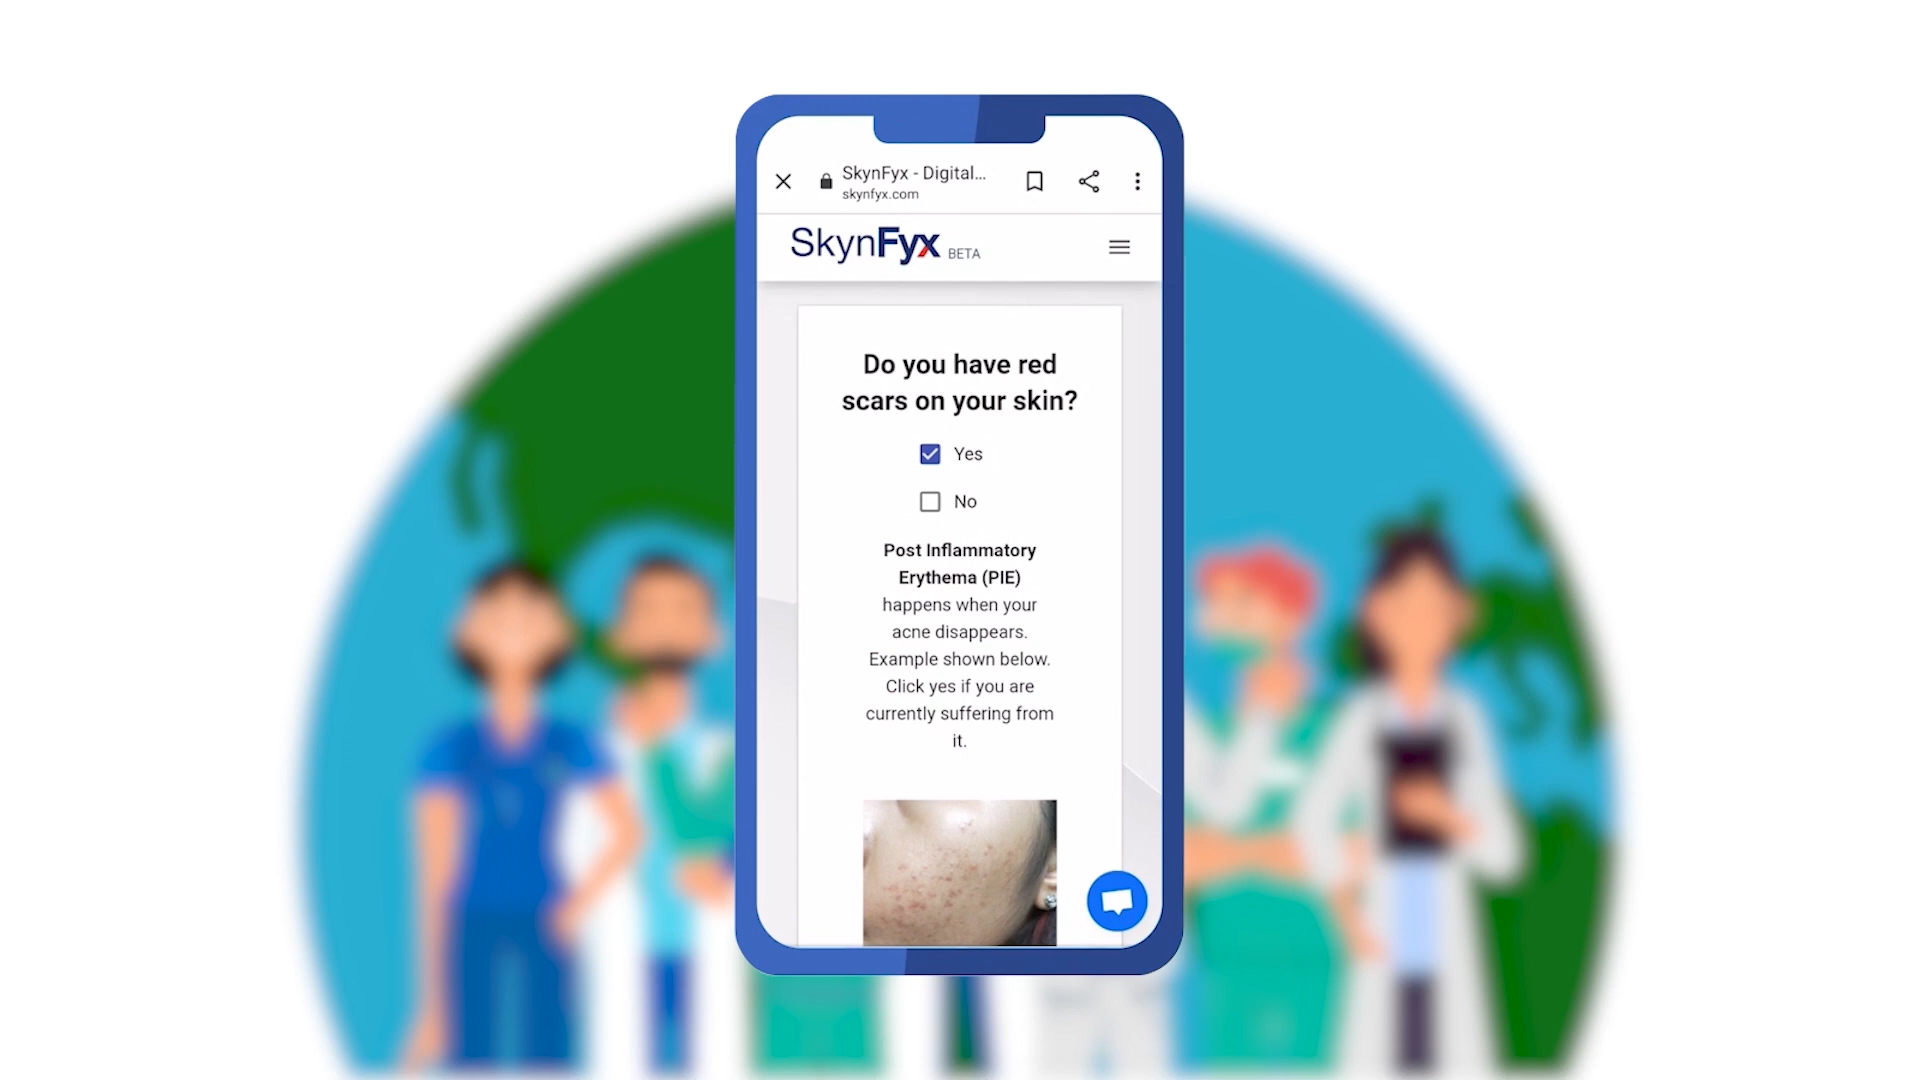 SkynFyx - Digital...
skynfyx.com
SkynFyx BETA
Do you have red
scars on your skin?
Yes
No
Post Inflammatory
Erythema (PIE)
happens when your
acne disappears.
Example shown below.
Click yes if you are
currently suffering from
it.